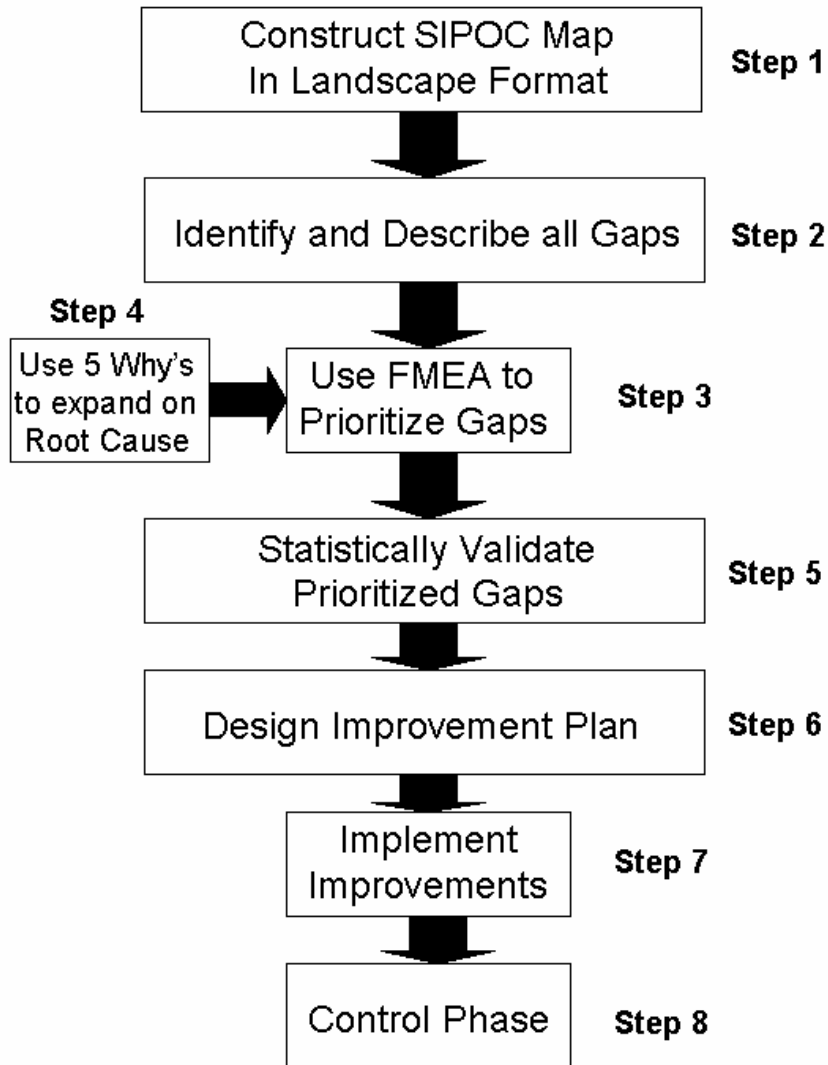 Construct SIPOC Map
In Landscape Format
Step 1
Identify and Describe all Gaps
Step 2
Step 4
Use 5 Why's
to expand on
Root Cause
Use FMEA to
Prioritize Gaps
Step 3
Statistically Validate
Prioritized Gaps
Step 5
Design Improvement Plan
Step 6
Implement
Improvements
Step 7
Control Phase
Step 8